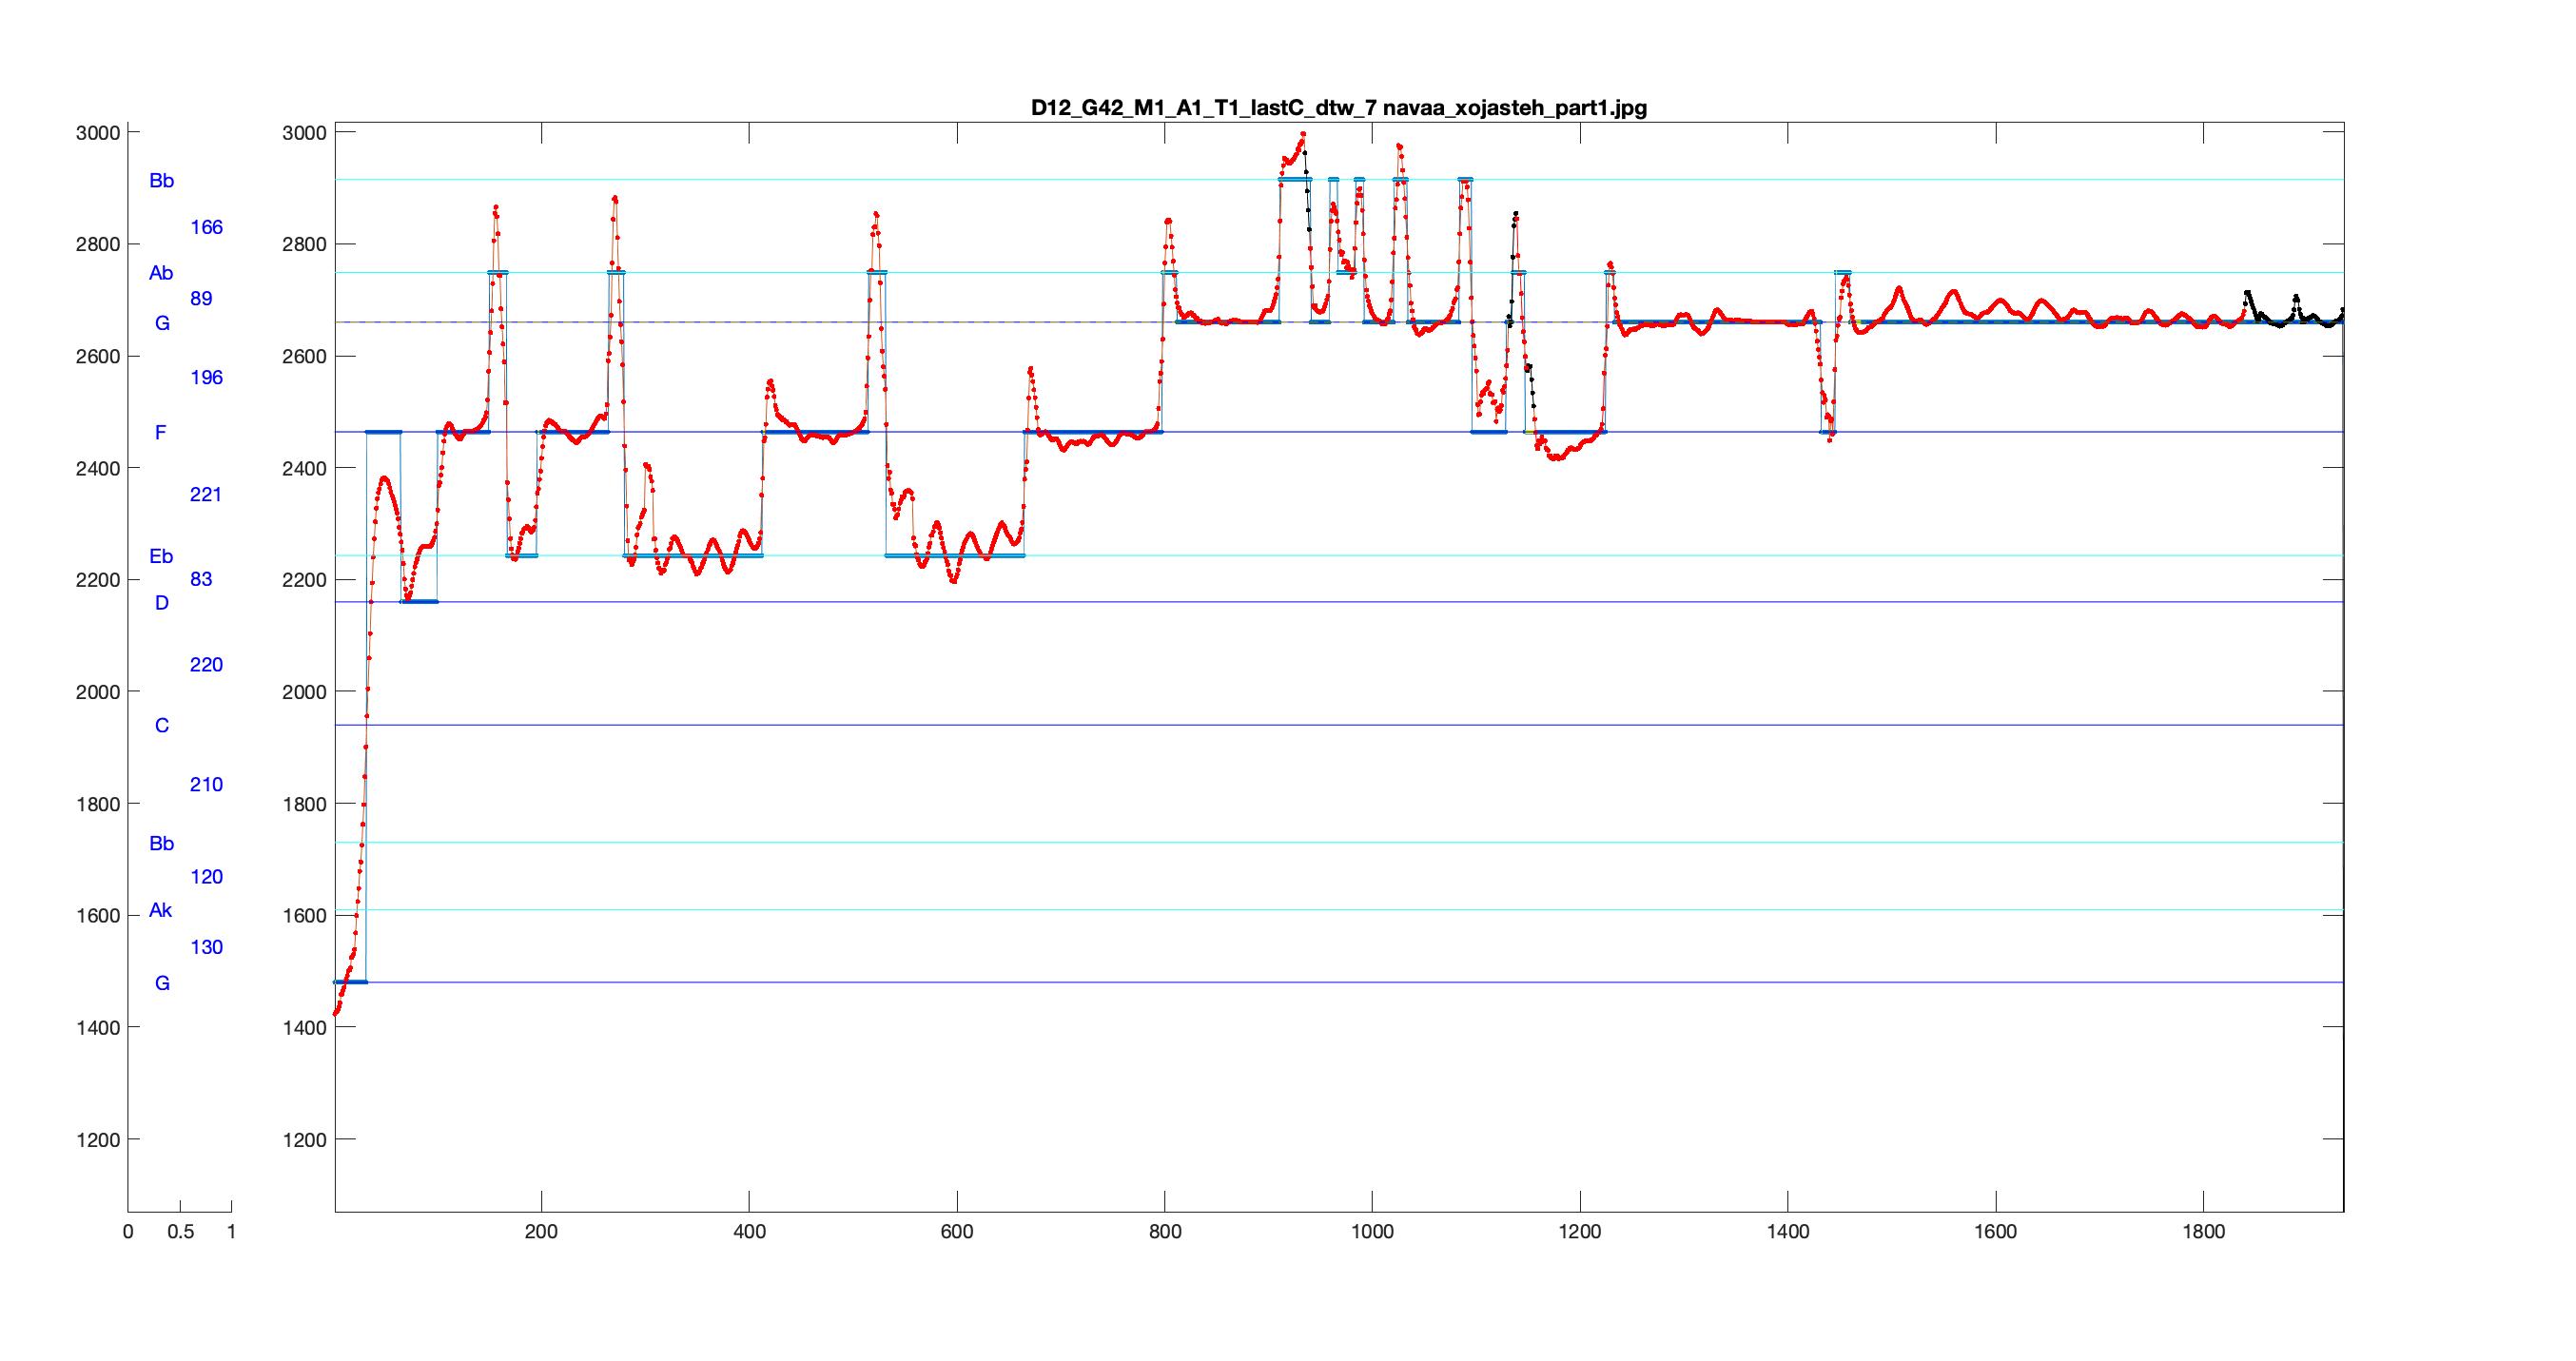 D12_G42_M1_A1_T1_lastC_dtw_7 navaa_xojasteh_part1.jpg
3000 3000
Bb
166
2800 2800
Ab
89
G
2600 2600
196
F
2400 2400
221
Eb
83
2200 2200
D
220
2000 2000
C
210
1800 1800
Bb
120
1600 1600
Ak
130
G
1400 1400
1200 1200
0 0.5 1 200 400 600 800 1000 1200 1400 1600 1800